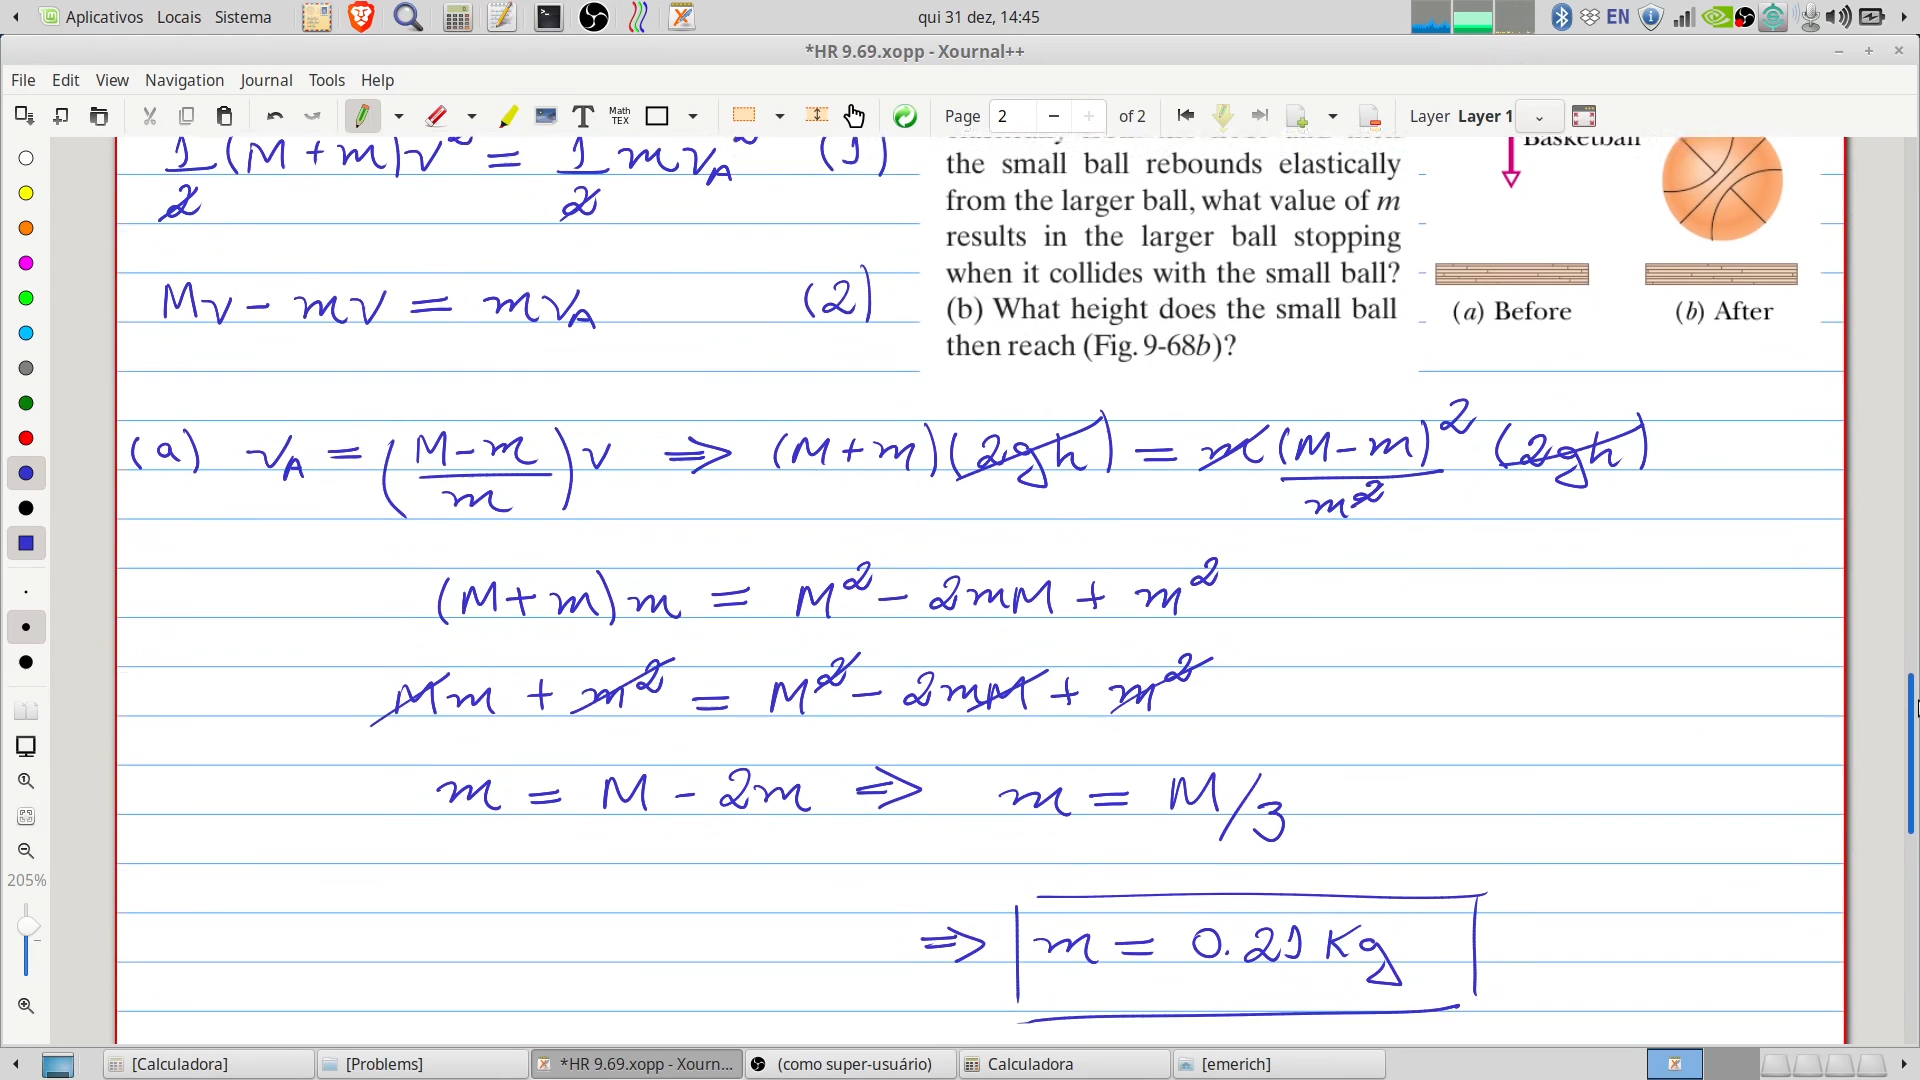 Aplicativos Locais Sistema
qui 31 dez, 14:45
EN
*HR 9.69.xopp - Xournal++
File Edit View Navigation Journal Tools Help
Math TEX
Page 2 of 2
Layer Layer 1
1/2 (M + m) v² = 1/2 m v_A² (1)
Mv - mv = m v_A (2)
the small ball rebounds elastically
from the larger ball, what value of m
results in the larger ball stopping
when it collides with the small ball?
(b) What height does the small ball
then reach (Fig. 9-68b)?
Basketball
(a) Before
(b) After
(a) v_A = ((M-m)/m) v ⇒ (M+m)(2gh) = m (M-m)²/m² (2gh)
(M+m)m = M² - 2mM + m²
Mm + m² = M² - 2mM + m²
m = M - 2m ⇒ m = M/3
⇒ m = 0.21 Kg
205%
[Calculadora]
[Problems]
*HR 9.69.xopp - Xourn...
(como super-usuário)
Calculadora
[emerich]